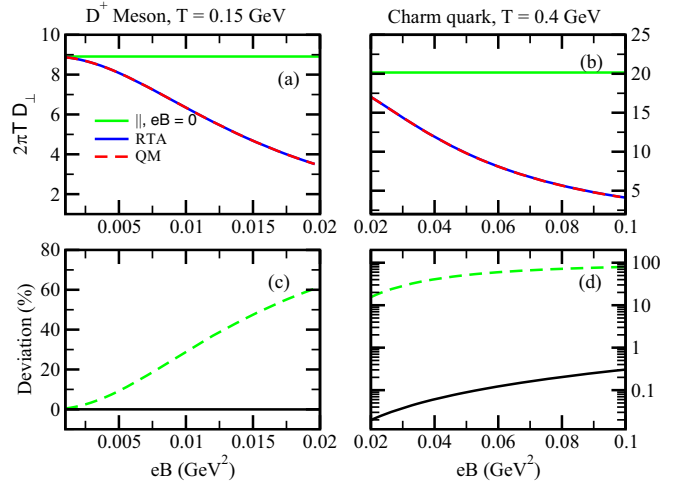 D⁺ Meson, T = 0.15 GeV
Charm quark, T = 0.4 GeV
10
8
6
4
2
2πT D⊥
(a)
||, eB = 0
RTA
QM
0.005
0.01
0.015
0.02
(b)
25
20
15
10
5
0.02
0.04
0.06
0.08
0.1
80
60
40
20
0
Deviation (%)
(c)
0.005
0.01
0.015
0.02
eB (GeV²)
(d)
100
10
1
0.1
0.02
0.04
0.06
0.08
0.1
eB (GeV²)